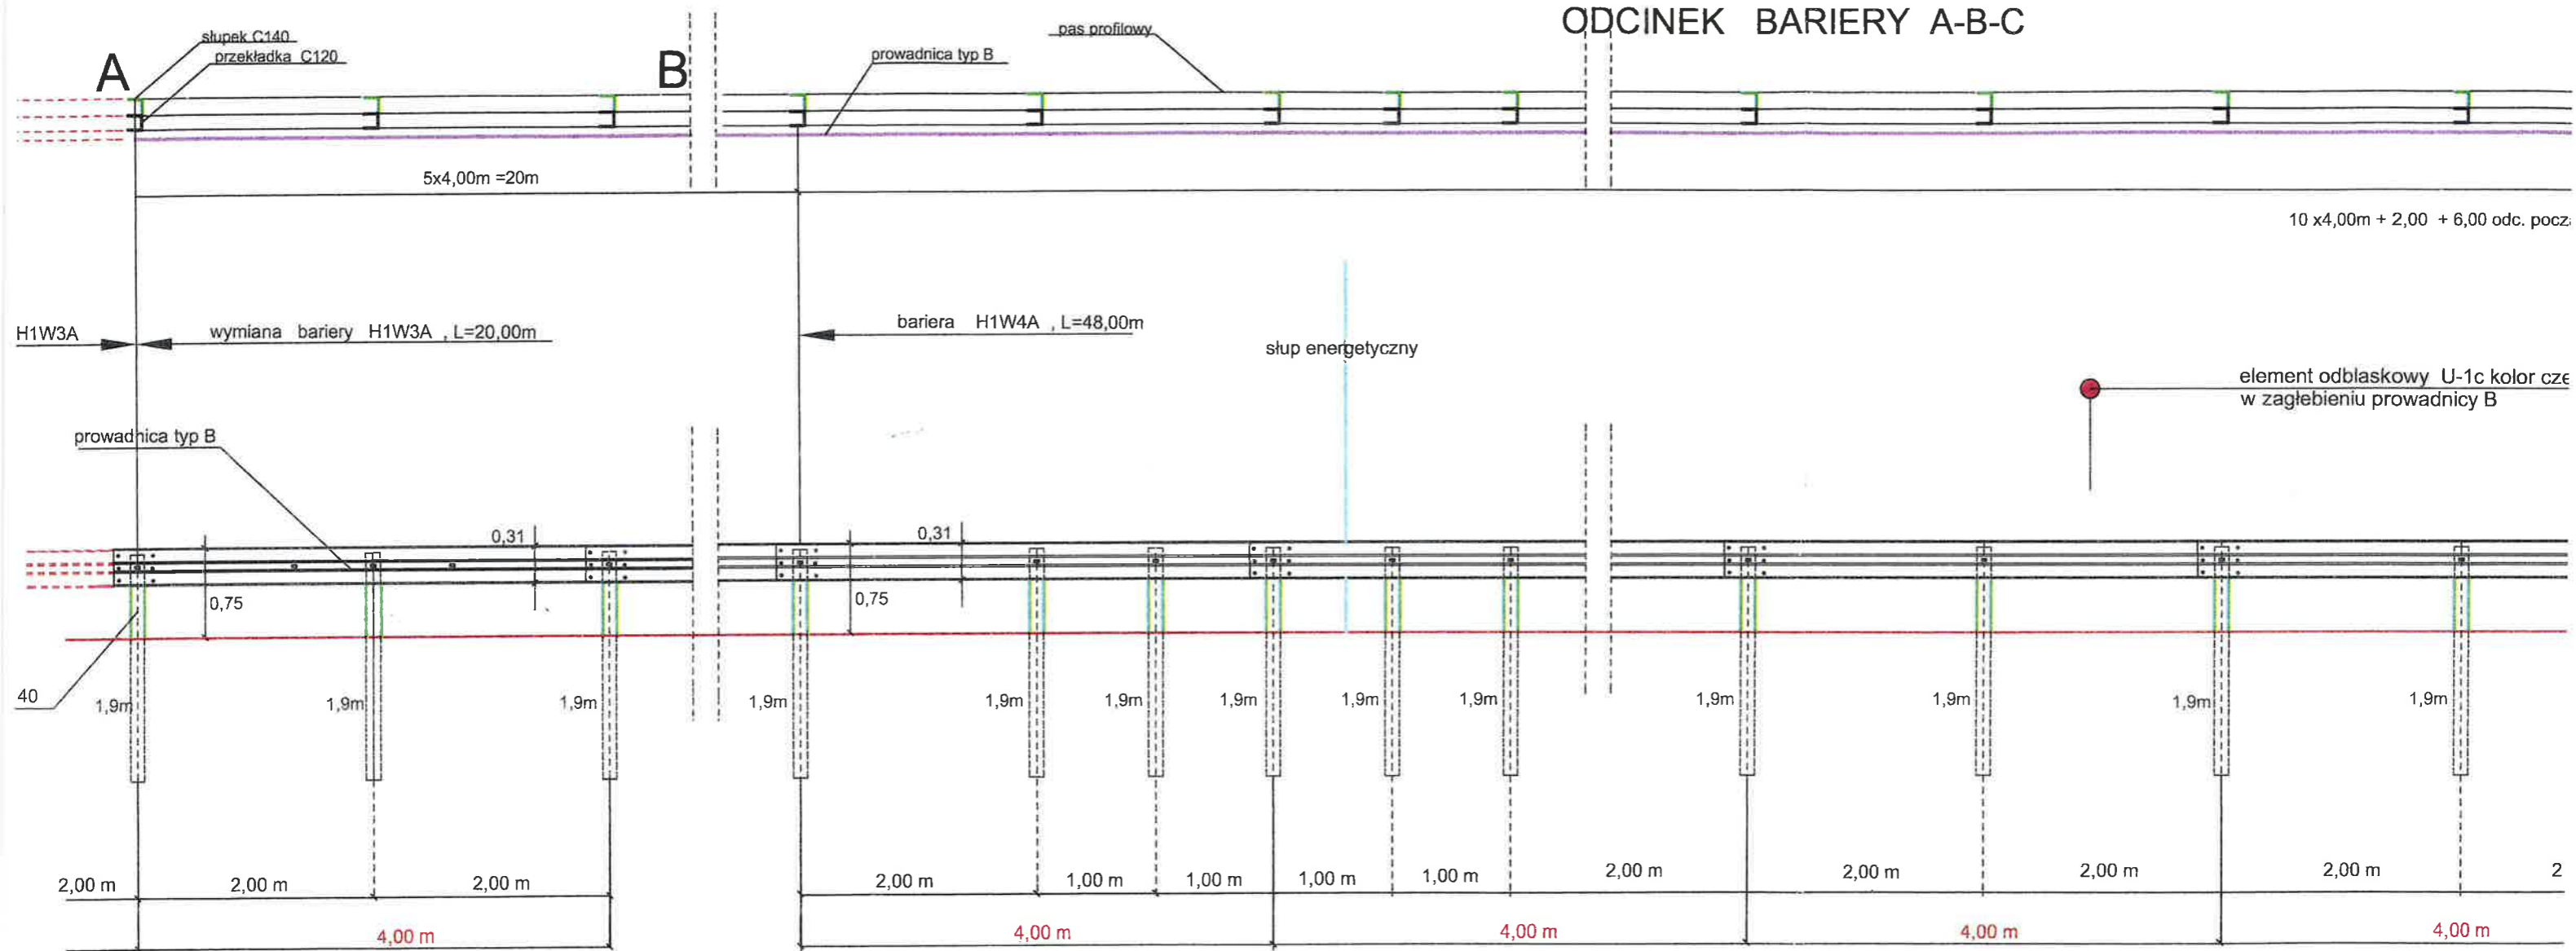 ODCINEK BARIERY A-B-C
słupek C140
przekładka C120
A
B
pas profilowy
prowadnica typ B
5x4,00m =20m
10 x4,00m + 2,00 + 6,00 odc.
H1W3A
wymiana bariery H1W3A , L=20,00m
bariera H1W4A , L=48,00m
słup energetyczny
element odblaskowy U-1c kolor
w zagłebieniu prowadnicy B
prowadnica typ B
0,31
0,31
0,75
0,75
40
1,9m
1,9m
1,9m
1,9m
1,9m
1,9m
1,9m
1,9m
1,9m
1,9m
1,9m
1,9m
1,9m
2,00 m
2,00 m
2,00 m
2,00 m
1,00 m
1,00 m
1,00 m
1,00 m
2,00 m
2,00 m
2,00 m
2,00 m
2
4,00 m
4,00 m
4,00 m
4,00 m
4,00 m